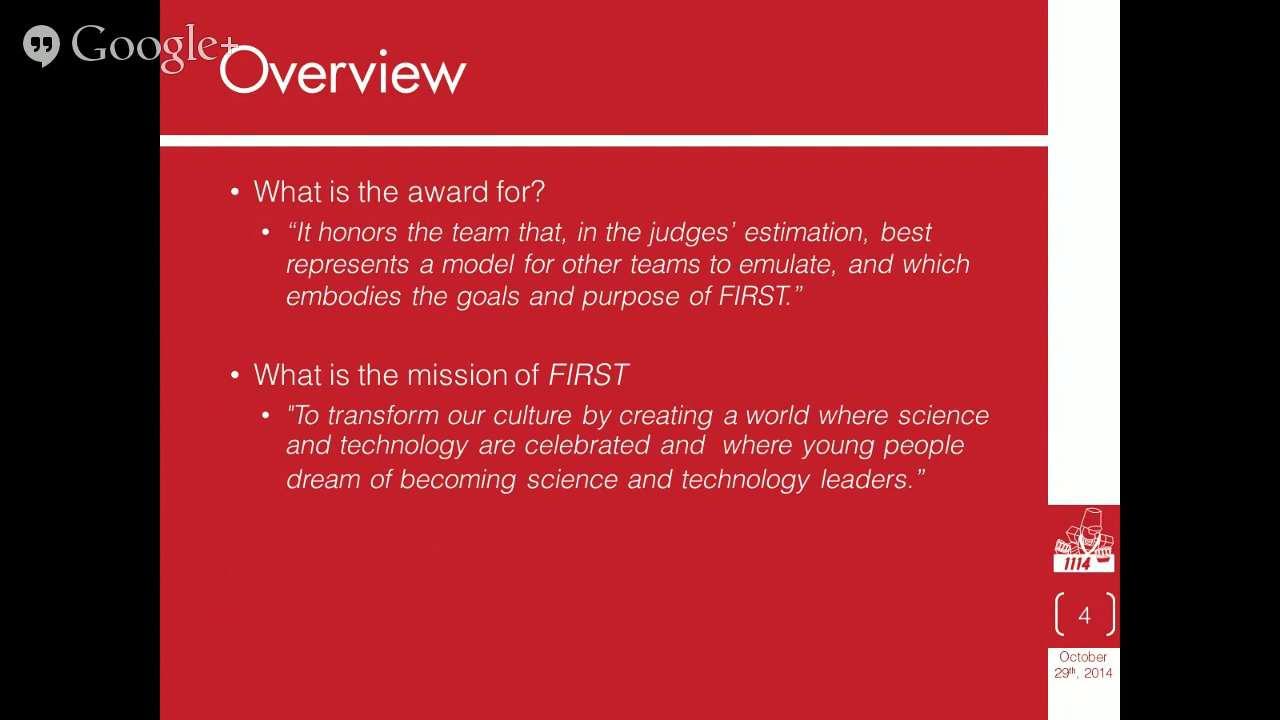 Google+
Overview
• What is the award for?
• “It honors the team that, in the judges’ estimation, best
represents a model for other teams to emulate, and which
embodies the goals and purpose of FIRST.”
• What is the mission of FIRST
• "To transform our culture by creating a world where science
and technology are celebrated and  where young people
dream of becoming science and technology leaders.”
1114
4
October
29th, 2014